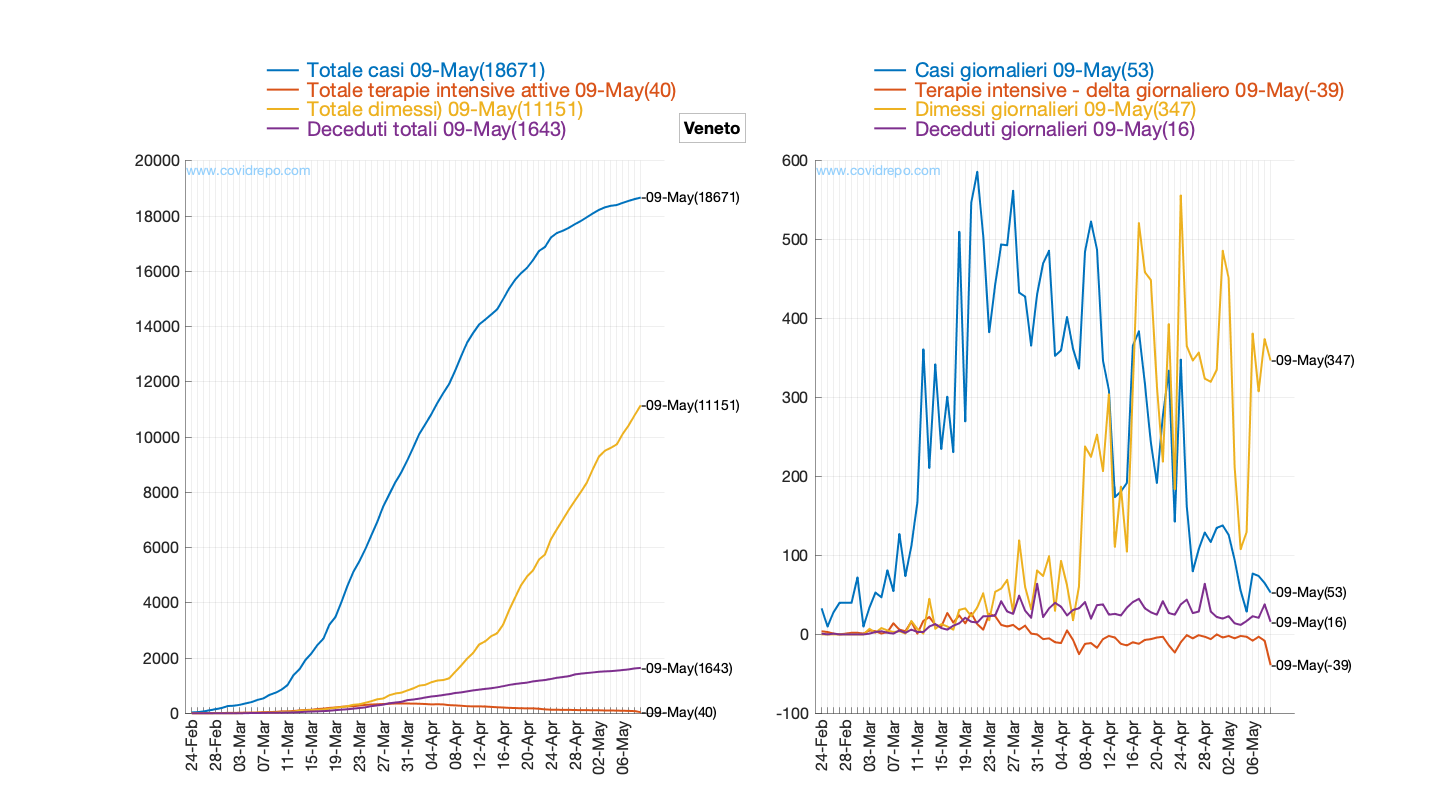 Totale casi 09-May(18671)
Totale terapie intensive attive 09-May(40)
Totale dimessi) 09-May(11151)
Deceduti totali 09-May(1643)
Veneto
www.covidrepo.com
20000
18000
16000
14000
12000
10000
8000
6000
4000
2000
0
-09-May(18671)
-09-May(11151)
-09-May(1643)
-09-May(40)
24-Feb
28-Feb
03-Mar
07-Mar
11-Mar
15-Mar
19-Mar
23-Mar
27-Mar
31-Mar
04-Apr
08-Apr
12-Apr
16-Apr
20-Apr
24-Apr
28-Apr
02-May
06-May
Casi giornalieri 09-May(53)
Terapie intensive - delta giornaliero 09-May(-39)
Dimessi giornalieri 09-May(347)
Deceduti giornalieri 09-May(16)
www.covidrepo.com
600
500
400
300
200
100
0
-100
-09-May(347)
-09-May(53)
-09-May(16)
-09-May(-39)
24-Feb
28-Feb
03-Mar
07-Mar
11-Mar
15-Mar
19-Mar
23-Mar
27-Mar
31-Mar
04-Apr
08-Apr
12-Apr
16-Apr
20-Apr
24-Apr
28-Apr
02-May
06-May